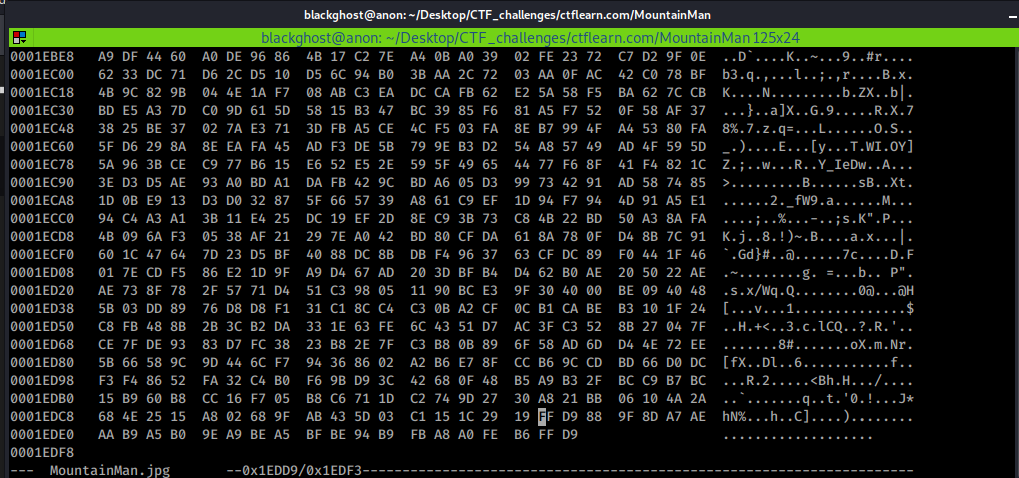 blackghost@anon: ~/Desktop/CTF_challenges/ctflearn.com/MountainMan
blackghost@anon: ~/Desktop/CTF_challenges/ctflearn.com/MountainMan 125x24
0001EBE8   A9 DF 44 60  A0 DE 96 86  4B 17 C2 7E  A4 0B A0 39  02 FE 23 72  C7 D2 9F 0E  ..D`....K..~...9..#r....
0001EC00   62 33 DC 71  D6 2C D5 10  D5 6C 94 B0  3B AA 2C 72  03 AA 0F AC  42 C0 78 BF  b3.q.,...l..;.,r....B.x.
0001EC18   4B 9C 82 9B  04 4E 1A F7  08 AB C3 EA  DC CA FB 62  E2 5A 58 F5  BA 62 7C CB  K....N.........b.ZX..b|.
0001EC30   BD E5 A3 7D  C0 9D 61 5D  58 15 B3 47  BC 39 85 F6  81 A5 F7 52  0F 58 AF 37  ...}..a]X..G.9.....R.X.7
0001EC48   38 25 BE 37  02 7A E3 71  3D FB A5 CE  4C F5 03 FA  8E B7 99 4F  A4 53 80 FA  8%.7.z.q=...L......O.S..
0001EC60   5F D6 29 8A  8E EA FA 45  AD F3 DE 5B  79 9E B3 D2  54 A8 57 49  AD 4F 59 5D  _.)....E...[y...T.WI.OY]
0001EC78   5A 96 3B CE  C9 77 B6 15  E6 52 E5 2E  59 5F 49 65  44 77 F6 8F  41 F4 82 1C  Z.;..w...R..Y_IeDw..A...
0001EC90   3E D3 D5 AE  93 A0 BD A1  DA FB 42 9C  BD A6 05 D3  99 73 42 91  AD 58 74 85  >.........B......sB..Xt.
0001ECA8   1D 0B E9 13  D3 D0 32 87  5F 66 57 39  A8 61 C9 EF  1D 94 F7 94  4D 91 A5 E1  ......2._fW9.a......M...
0001ECC0   94 C4 A3 A1  3B 11 E4 25  DC 19 EF 2D  8E C9 3B 73  C8 4B 22 BD  50 A3 8A FA  ....;..%...-..;s.K".P...
0001ECD8   4B 09 6A F3  05 38 AF 21  29 7E A0 42  BD 80 CF DA  61 8A 78 0F  D4 8B 7C 91  K.j..8.!)~.B....a.x...|.
0001ECF0   60 1C 47 64  7D 23 D5 BF  40 88 DC 8B  DB F4 96 37  63 CF DC 89  F0 44 1F 46  `.Gd}#..@......7c....D.F
0001ED08   01 7E CD F5  86 E2 1D 9F  A9 D4 67 AD  20 3D BF B4  D4 62 B0 AE  20 50 22 AE  .~........g. =...b.. P".
0001ED20   AE 73 8F 78  2F 57 71 D4  51 C3 98 05  11 90 BC E3  9F 30 40 00  BE 09 40 48  .s.x/Wq.Q........0@...@H
0001ED38   5B 03 DD 89  76 D8 D8 F1  31 C1 8C C4  C3 0B A2 CF  0C B1 CA BE  B3 10 1F 24  [...v...1..............$
0001ED50   C8 FB 48 8B  2B 3C B2 DA  33 1E 63 FE  6C 43 51 D7  AC 3F C3 52  8B 27 04 7F  ..H.+<..3.c.lCQ..?.R.'..
0001ED68   CE 7F DE 93  83 D7 FC 38  23 B8 2E 7F  C3 B8 0B 89  6F 58 AD 6D  D4 4E 72 EE  .......8#.......oX.m.Nr.
0001ED80   5B 66 58 9C  9D 44 6C F7  94 36 86 02  A2 B6 E7 8F  CC B6 9C CD  BD 66 D0 DC  [fX..Dl..6...........f..
0001ED98   F3 F4 86 52  FA 32 C4 B0  F6 9B D9 3C  42 68 0F 48  B5 A9 B3 2F  BC C9 B7 BC  ...R.2.....<Bh.H.../....
0001EDB0   15 B9 60 B8  CC 16 F7 05  B8 C6 71 1D  C2 74 9D 27  30 A8 21 BB  06 10 4A 2A  ..`.......q..t.'0.!...J*
0001EDC8   68 4E 25 15  A8 02 68 9F  AB 43 5D 03  C1 15 1C 29  19 FF D9 88  9F 8D A7 AE  hN%...h..C]....)........
0001EDE0   AA B9 A5 B0  9E A9 BE A5  BF BE 94 B9  FB A8 A0 FE  B6 FF D9  ...................
0001EDF8
---  MountainMan.jpg       --0x1EDD9/0x1EDF3--------------------------------------------------------------------